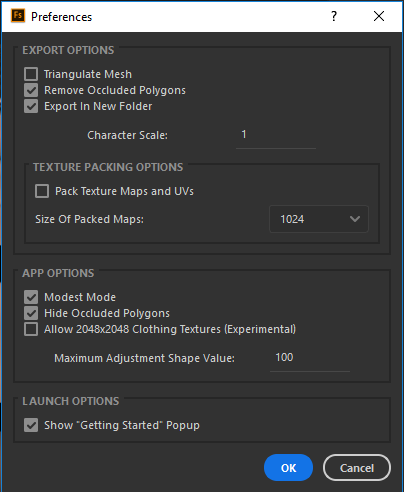 Fs Preferences ?
EXPORT OPTIONS
Triangulate Mesh
Remove Occluded Polygons
Export In New Folder
Character Scale: 1
TEXTURE PACKING OPTIONS
Pack Texture Maps and UVs
Size Of Packed Maps: 1024
APP OPTIONS
Modest Mode
Hide Occluded Polygons
Allow 2048x2048 Clothing Textures (Experimental)
Maximum Adjustment Shape Value: 100
LAUNCH OPTIONS
Show "Getting Started" Popup
OK Cancel